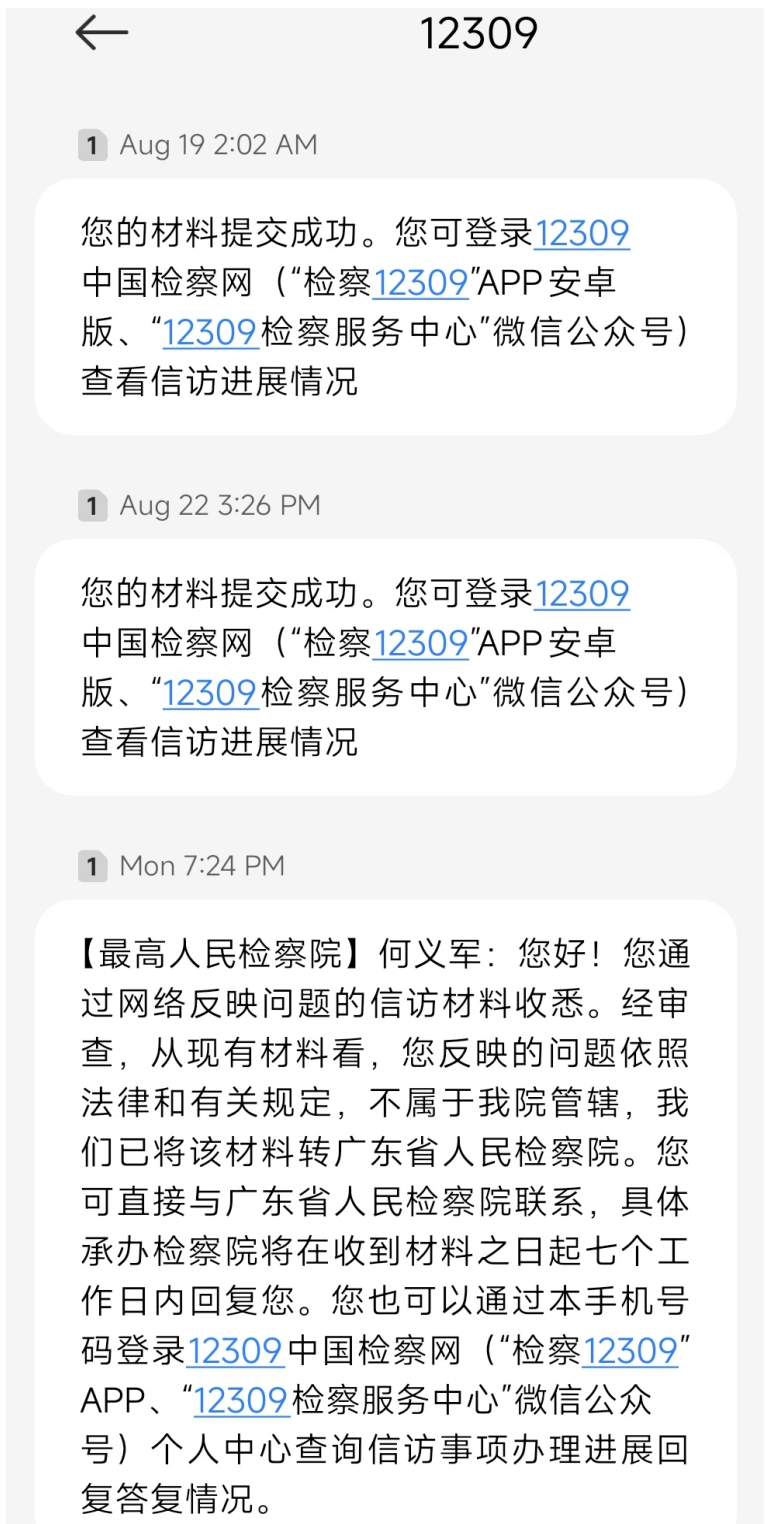 12309
1 Aug 19 2:02 AM
您的材料提交成功。您可登录12309
中国检察网（“检察12309”APP安卓
版、“12309检察服务中心”微信公众号）
查看信访进展情况
1 Aug 22 3:26 PM
您的材料提交成功。您可登录12309
中国检察网（“检察12309”APP安卓
版、“12309检察服务中心”微信公众号）
查看信访进展情况
1 Mon 7:24 PM
【最高人民检察院】何义军：您好！您通
过网络反映问题的信访材料收悉。经审
查，从现有材料看，您反映的问题依照
法律和有关规定，不属于我院管辖，我
们已将该材料转广东省人民检察院。您
可直接与广东省人民检察院联系，具体
承办检察院将在收到材料之日起七个工
作日内回复您。您也可以通过本手机号
码登录12309中国检察网（“检察12309”
APP、“12309检察服务中心”微信公众
号）个人中心查询信访事项办理进展回
复答复情况。